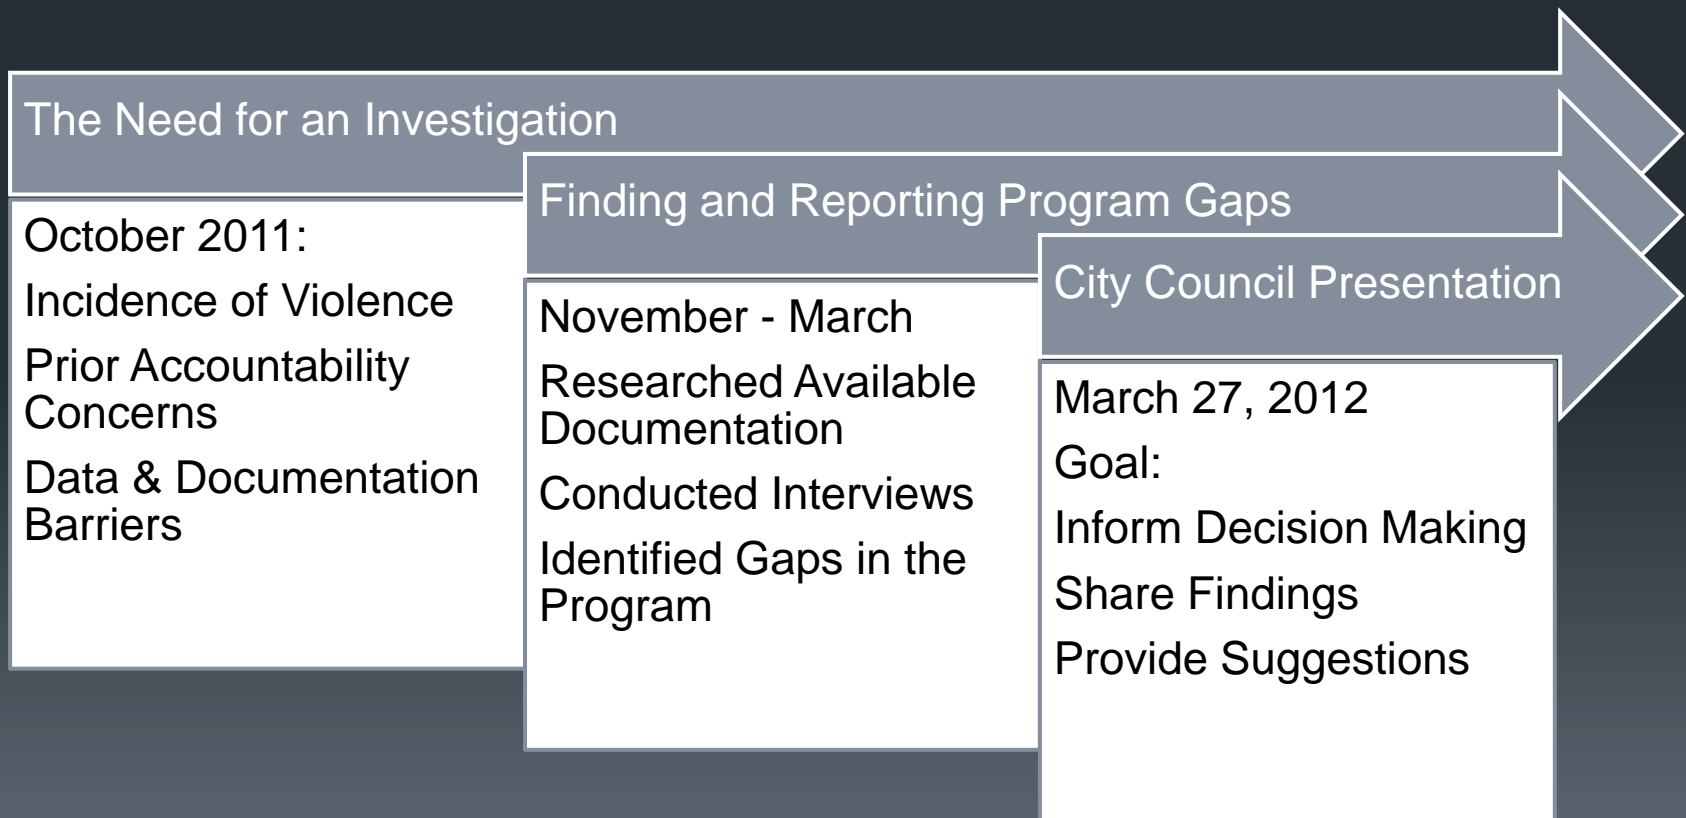 The Need for an Investigation
October 2011:
Incidence of Violence
Prior Accountability
Concerns
Data & Documentation
Barriers
Finding and Reporting Program Gaps
November - March
Researched Available
Documentation
Conducted Interviews
Identified Gaps in the
Program
City Council Presentation
March 27, 2012
Goal:
Inform Decision Making
Share Findings
Provide Suggestions